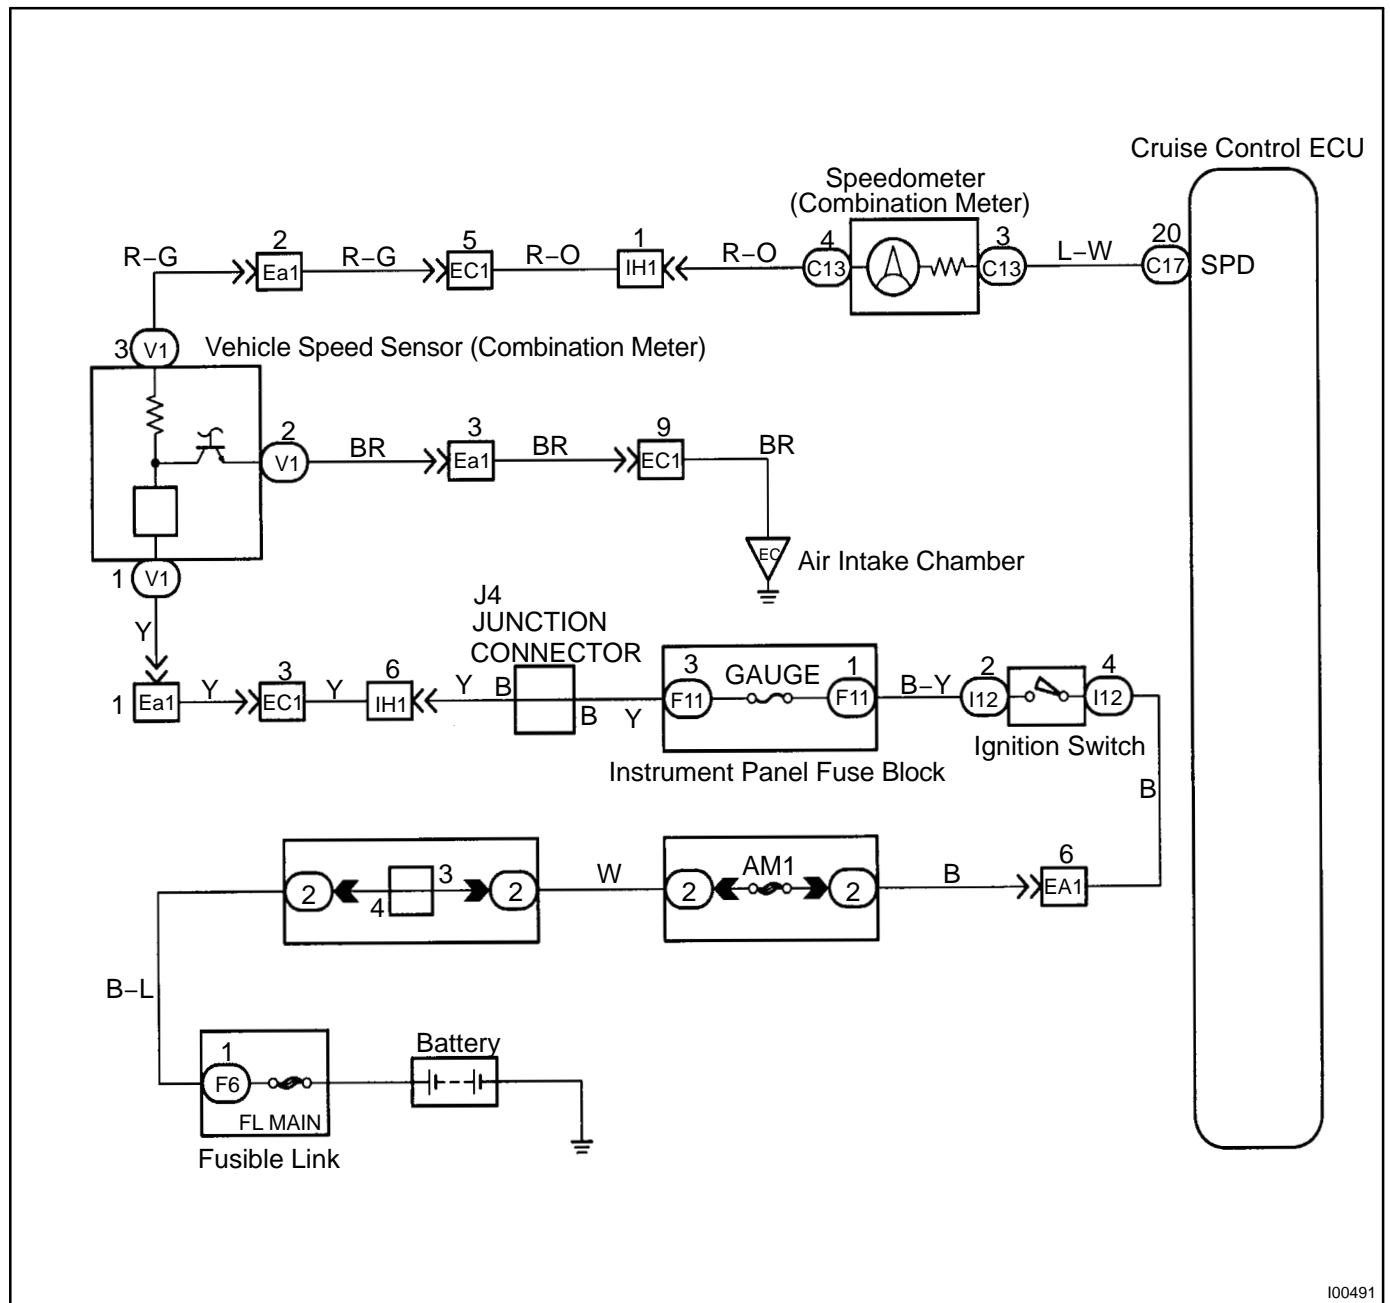 Cruise Control ECU
Speedometer
(Combination Meter)
R–G
2
Ea1
R–G
5
EC1
R–O
1
IH1
R–O
4
C13
3
C13
L–W
20
C17
SPD
3
V1
Vehicle Speed Sensor (Combination Meter)
2
V1
BR
3
Ea1
BR
9
EC1
BR
EC
Air Intake Chamber
1
V1
Y
J4
JUNCTION
CONNECTOR
1
Ea1
Y
3
EC1
Y
6
IH1
Y
B
B
Y
3
F11
GAUGE
1
F11
B–Y
2
I12
4
I12
Instrument Panel Fuse Block
Ignition Switch
B
2
4
3
2
W
2
AM1
2
B
6
EA1
B–L
1
F6
FL MAIN
Fusible Link
Battery
I00491